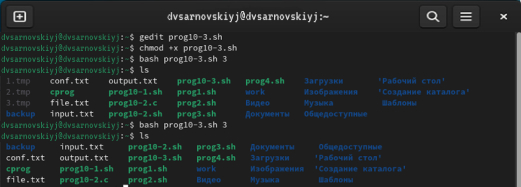 dvsarnovskiyj@dvsarnovskiyj:~
dvsarnovskiyj@dvsarnovskiyj:~$ gedit prog10-3.sh
dvsarnovskiyj@dvsarnovskiyj:~$ chmod +x prog10-3.sh
dvsarnovskiyj@dvsarnovskiyj:~$ bash prog10-3.sh 3
dvsarnovskiyj@dvsarnovskiyj:~$ ls
1.tmp conf.txt output.txt prog10-3.sh prog4.sh Загрузки 'Рабочий стол'
2.tmp cprog prog10-1.sh prog1.sh work Изображения 'Создание каталога'
3.tmp file.txt prog10-2.c prog2.sh Видео Музыка Шаблоны
backup input.txt prog10-2.sh prog3.sh Документы Общедоступные
dvsarnovskiyj@dvsarnovskiyj:~$ bash prog10-3.sh 3
dvsarnovskiyj@dvsarnovskiyj:~$ ls
backup input.txt prog10-2.sh prog3.sh Документы Общедоступные
conf.txt output.txt prog10-3.sh prog4.sh Загрузки 'Рабочий стол'
cprog prog10-1.sh prog1.sh work Изображения 'Создание каталога'
file.txt prog10-2.c prog2.sh Видео Музыка Шаблоны